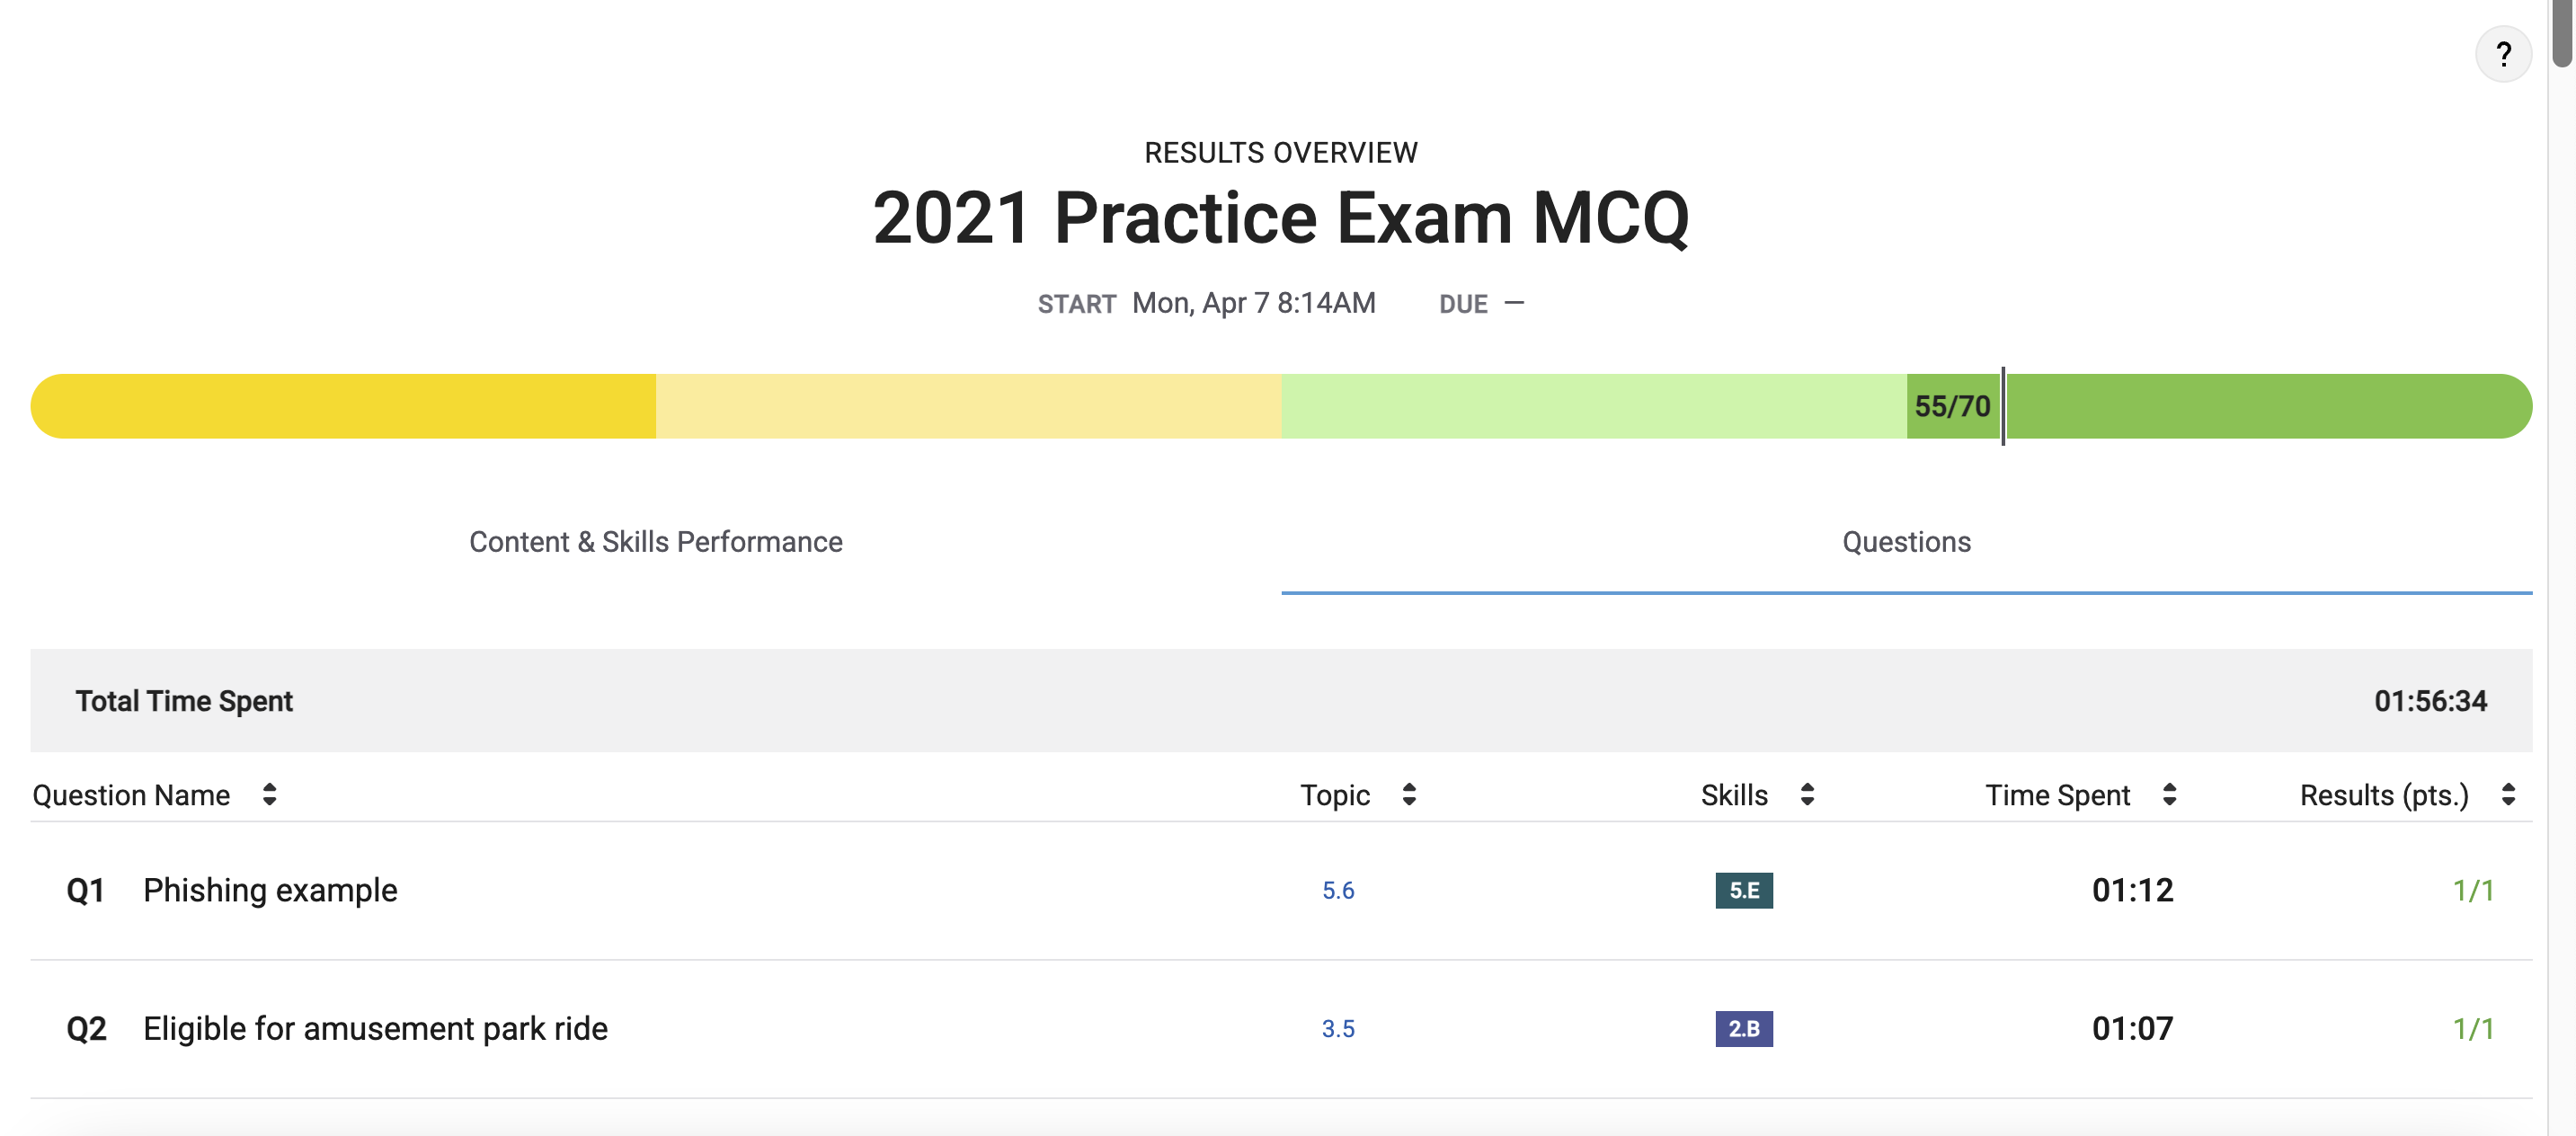 ?
RESULTS OVERVIEW
2021 Practice Exam MCQ
START Mon, Apr 7 8:14AM DUE —
55/70
Content & Skills Performance Questions
Total Time Spent 01:56:34
Question Name Topic Skills Time Spent Results (pts.)
Q1 Phishing example 5.6 5.E 01:12 1/1
Q2 Eligible for amusement park ride 3.5 2.B 01:07 1/1